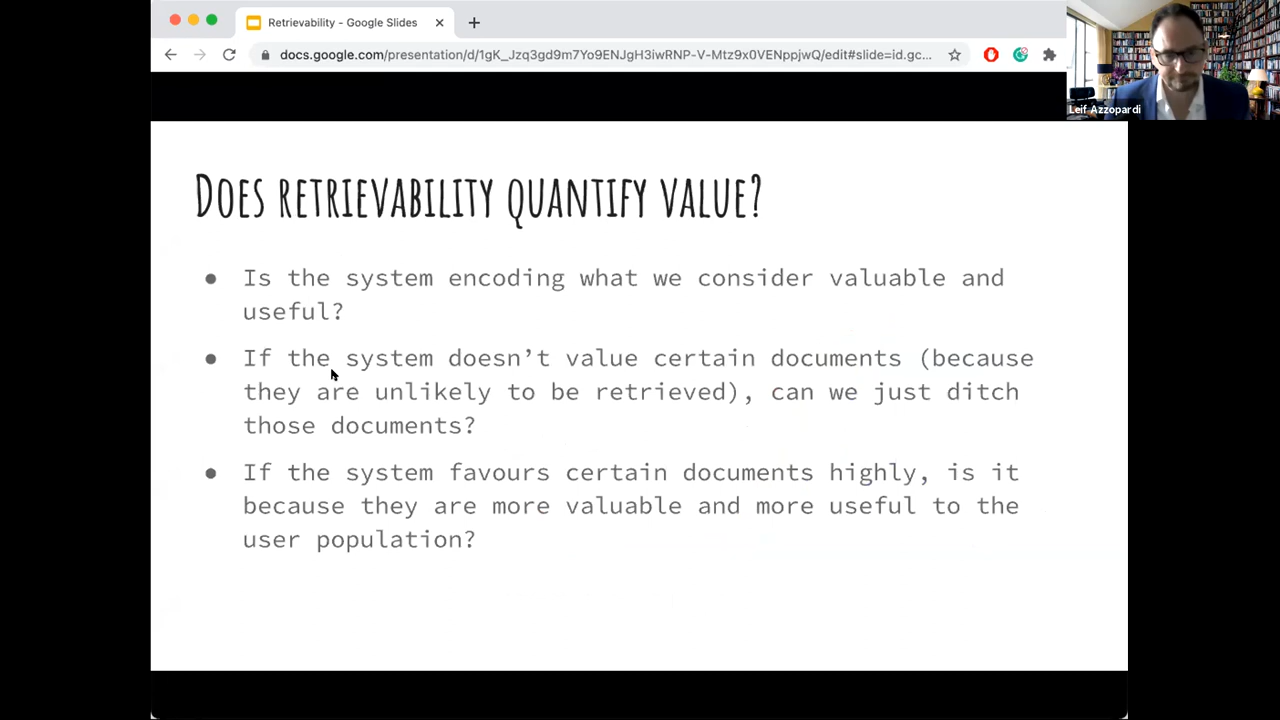 Retrievability - Google Slides
docs.google.com/presentation/d/1gK_Jzq3gd9m7Yo9ENJgH3iwRNP-V-Mtz9x0VENppjwQ/edit#slide=id.gc...
Leif Azzopardi
DOES RETRIEVABILITY QUANTIFY VALUE?
● Is the system encoding what we consider valuable and
useful?
● If the system doesn’t value certain documents (because
they are unlikely to be retrieved), can we just ditch
those documents?
● If the system favours certain documents highly, is it
because they are more valuable and more useful to the
user population?